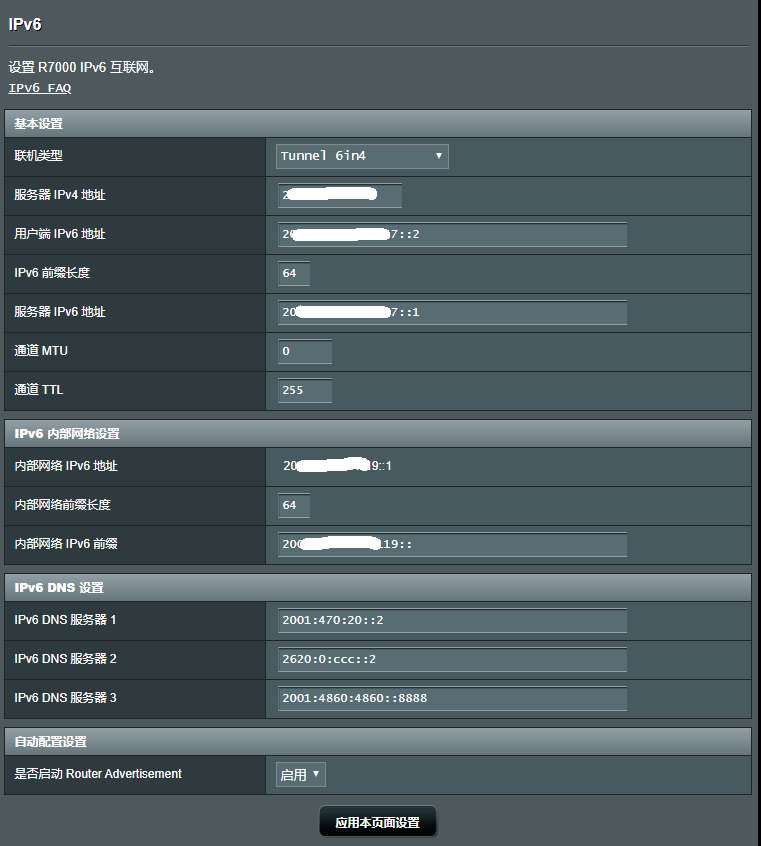 IPv6
设置 R7000 IPv6 互联网。
IPv6 FAQ
基本设置
联机类型 Tunnel 6in4
服务器 IPv4 地址 2
用户端 IPv6 地址 20 7::2
IPv6 前缀长度 64
服务器 IPv6 地址 20 7::1
通道 MTU 0
通道 TTL 255
IPv6 内部网络设置
内部网络 IPv6 地址 20 9::1
内部网络前缀长度 64
内部网络 IPv6 前缀 200 19::
IPv6 DNS 设置
IPv6 DNS 服务器 1 2001:470:20::2
IPv6 DNS 服务器 2 2620:0:ccc::2
IPv6 DNS 服务器 3 2001:4860:4860::8888
自动配置设置
是否启动 Router Advertisement 启用
应用本页面设置